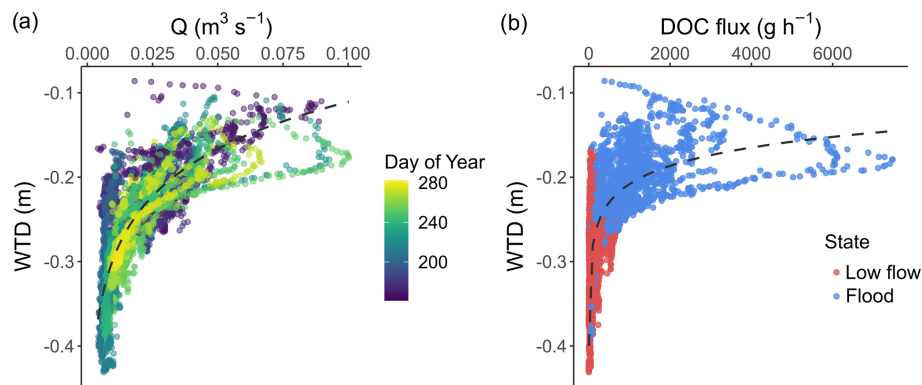 (a)
Q (m³ s⁻¹)
0.000 0.025 0.050 0.075 0.100
WTD (m)
-0.1
-0.2
-0.3
-0.4
Day of Year
280
240
200
(b)
DOC flux (g h⁻¹)
0 2000 4000 6000
WTD (m)
-0.1
-0.2
-0.3
-0.4
State
Low flow
Flood